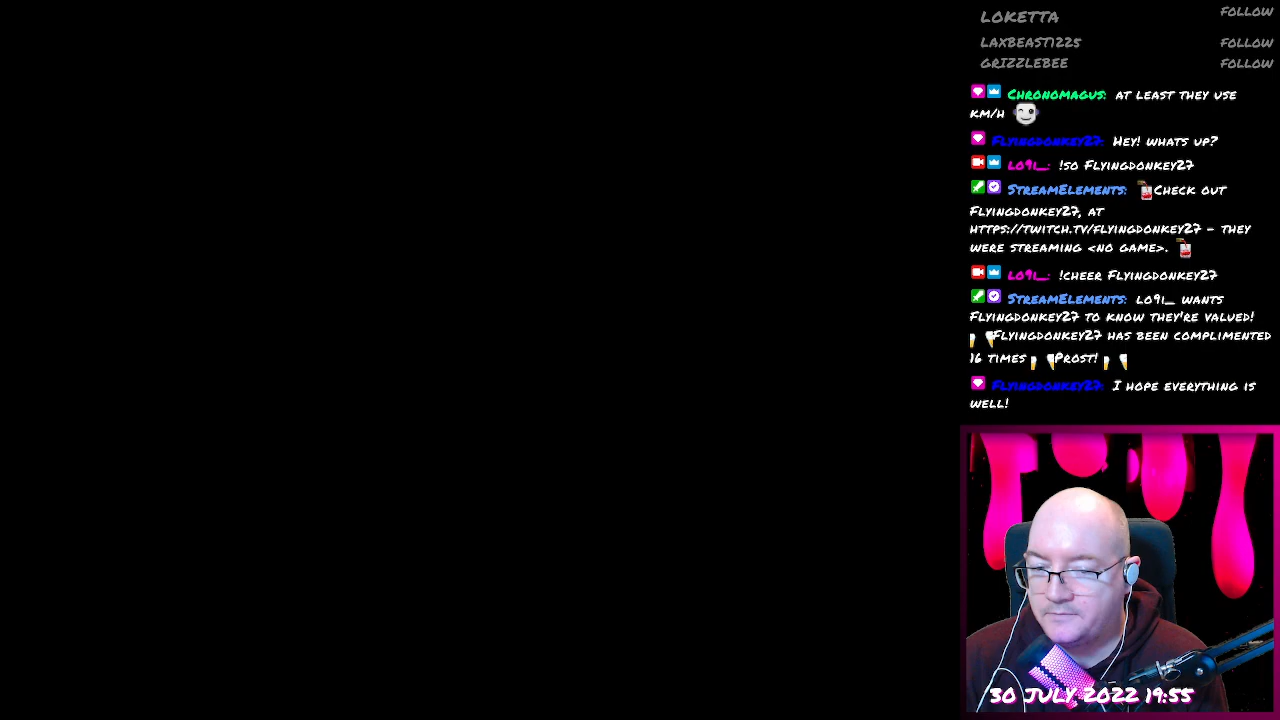 LOKETTA FOLLOW
LAXBEAST1225 FOLLOW
GRIZZLEBEE FOLLOW
CHRONOMAGUS: AT LEAST THEY USE
KM/H
FLYINGDONKEY27: HEY! WHATS UP?
LO9I_: !SO FLYINGDONKEY27
STREAMELEMENTS: CHECK OUT
FLYINGDONKEY27, AT
HTTPS://TWITCH.TV/FLYINGDONKEY27 - THEY
WERE STREAMING <NO GAME>.
LO9I_: !CHEER FLYINGDONKEY27
STREAMELEMENTS: LO9I_ WANTS
FLYINGDONKEY27 TO KNOW THEY'RE VALUED!
FLYINGDONKEY27 HAS BEEN COMPLIMENTED
16 TIMES PROST!
FLYINGDONKEY27: I HOPE EVERYTHING IS
WELL!
30 JULY 2022 19:55